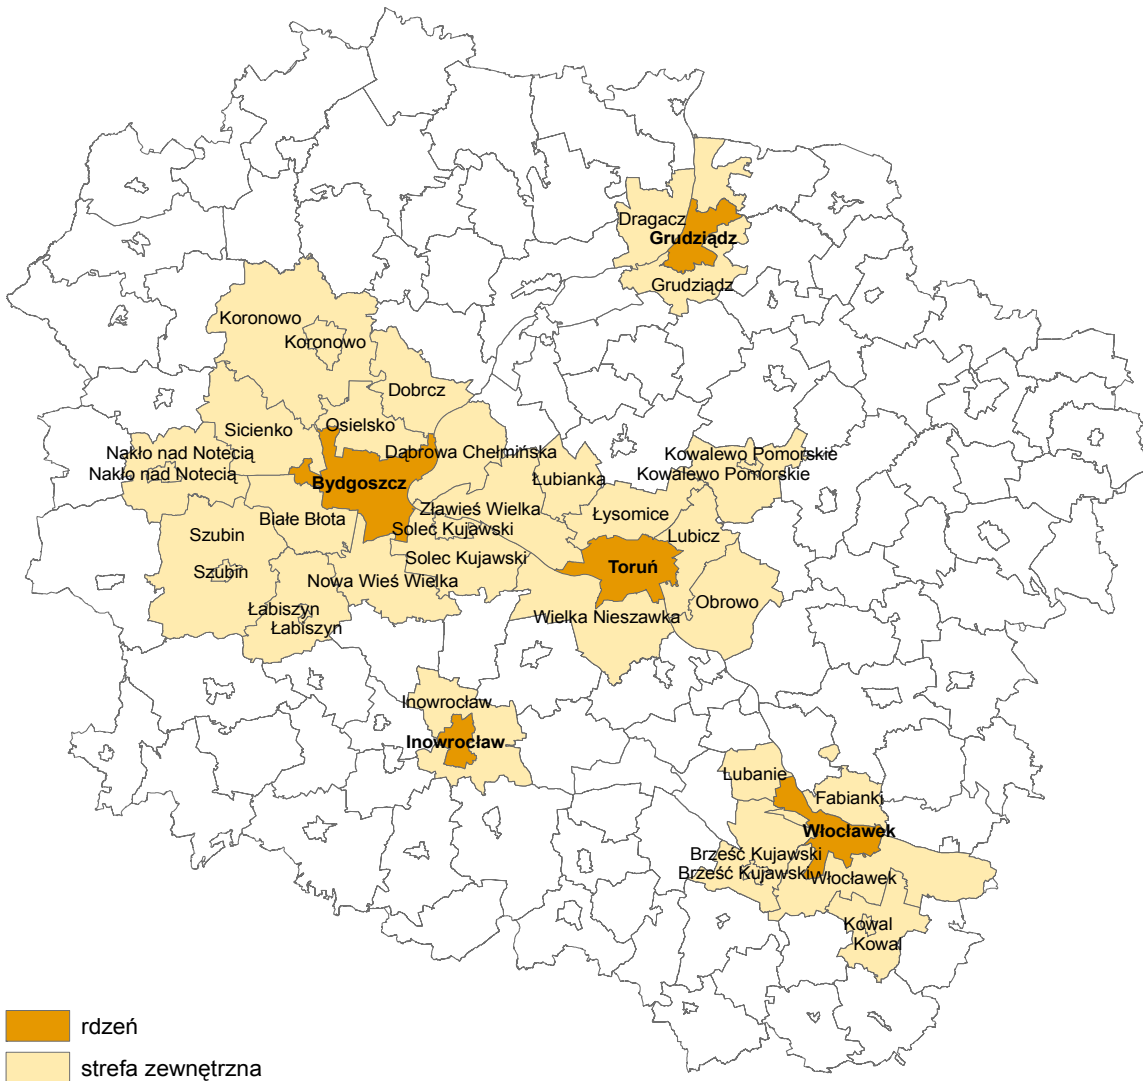 Dragacz
Grudziądz
Grudziądz
Koronowo
Koronowo
Dobrcz
Osielsko
Sicienko
Dąbrowa Chełmińska
Nakło nad Notecią
Nakło nad Notecią
Kowalewo Pomorskie
Kowalewo Pomorskie
Bydgoszcz
Łubianka
Zławieś Wielka
Łysomice
Białe Błota
Solec Kujawski
Szubin
Lubicz
Solec Kujawski
Toruń
Szubin
Nowa Wieś Wielka
Obrowo
Łabiszyn
Wielka Nieszawka
Łabiszyn
Inowrocław
Inowrocław
Lubanie
Fabianki
Włocławek
Brześć Kujawski
Brześć Kujawski
Włocławek
Kowal
Kowal
rdzeń
strefa zewnętrzna